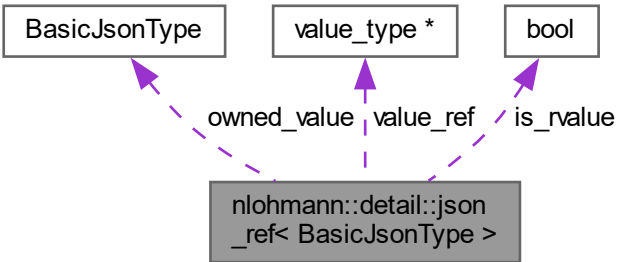 BasicJsonType
value_type *
bool
owned_value
value_ref
is_rvalue
nlohmann::detail::json
_ref< BasicJsonType >